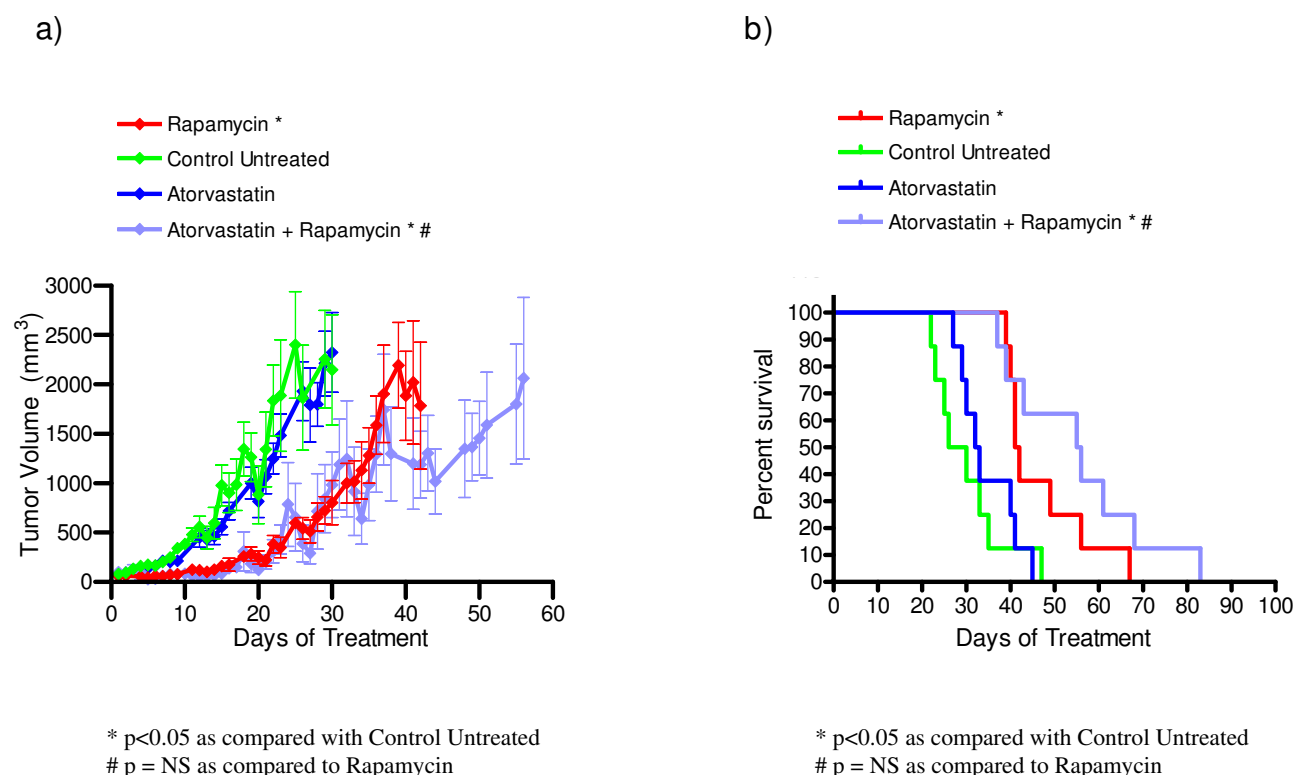 a)
Rapamycin *
Control Untreated
Atorvastatin
Atorvastatin + Rapamycin * #
3000
2500
2000
1500
1000
500
0
Tumor Volume (mm3)
0 10 20 30 40 50 60
Days of Treatment
* p<0.05 as compared with Control Untreated
# p = NS as compared to Rapamycin
b)
Rapamycin *
Control Untreated
Atorvastatin
Atorvastatin + Rapamycin * #
100
90
80
70
60
50
40
30
20
10
0
Percent survival
0 10 20 30 40 50 60 70 80 90 100
Days of Treatment
* p<0.05 as compared with Control Untreated
# p = NS as compared to Rapamycin